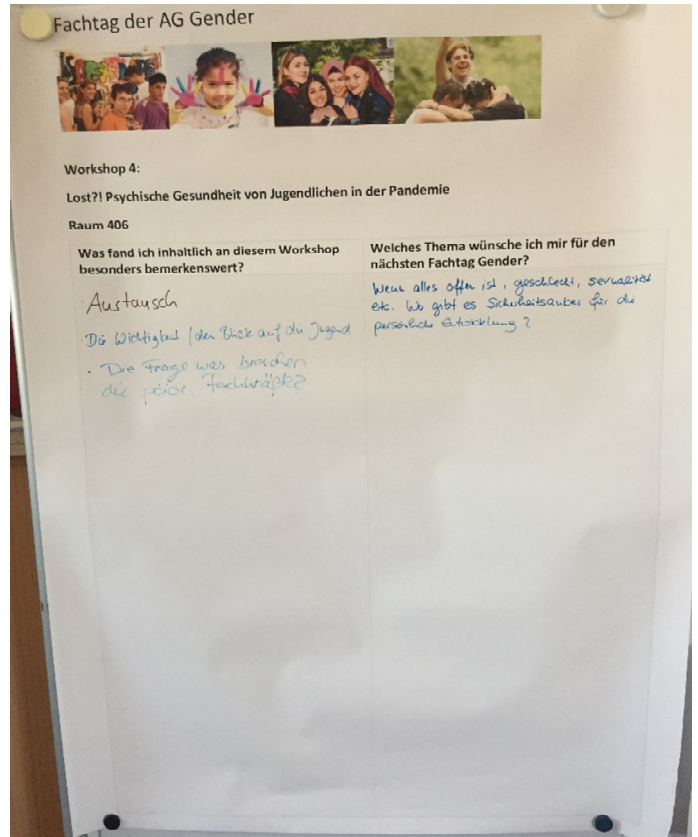 Fachtag der AG Gender
Workshop 4:
Lost?! Psychische Gesundheit von Jugendlichen in der Pandemie
Raum 406
Was fand ich inhaltlich an diesem Workshop
besonders bemerkenswert?
· Austausch
· Die Wichtigkeit / den Blick auf die Jugend
· Die Frage was brauchen
die päd. Fachkräfte?
Welches Thema wünsche ich mir für den
nächsten Fachtag Gender?
Wenn alles offen ist, geschlecht, sexualität
etc. Wo gibt es Sicherheitsanker für die
persönliche Entwicklung?